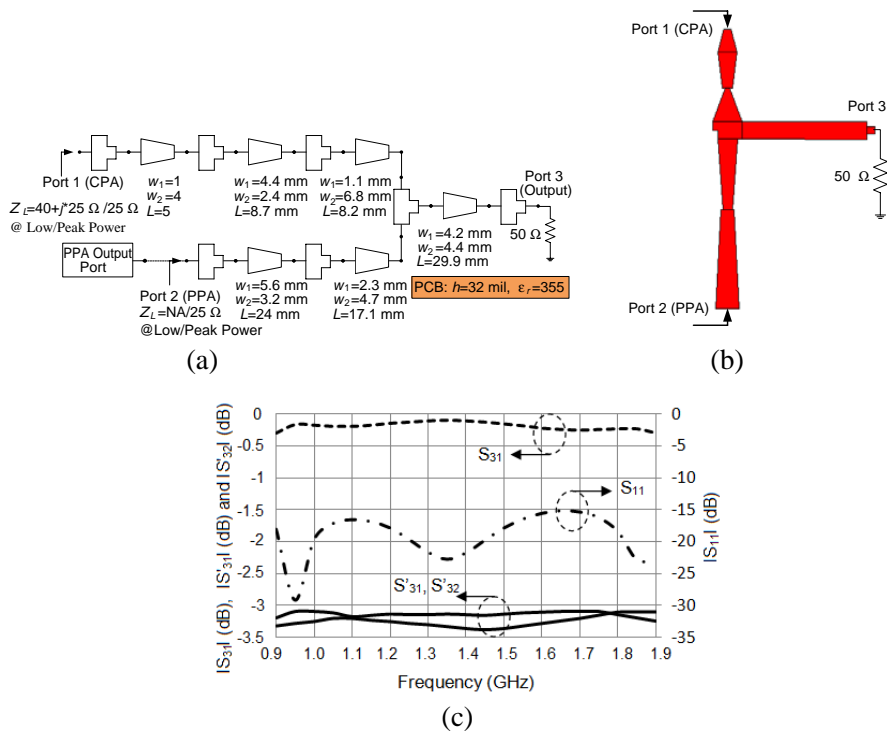 Port 1 (CPA)
Z_L=40+j*25 Ω /25 Ω
@ Low/Peak Power
w₁=1
w₂=4
L=5
w₁=4.4 mm
w₂=2.4 mm
L=8.7 mm
w₁=1.1 mm
w₂=6.8 mm
L=8.2 mm
Port 3
(Output)
50 Ω
w₁=4.2 mm
w₂=4.4 mm
L=29.9 mm
PPA Output
Port
Port 2 (PPA)
Z_L=NA/25 Ω
@Low/Peak Power
w₁=5.6 mm
w₂=3.2 mm
L=24 mm
w₁=2.3 mm
w₂=4.7 mm
L=17.1 mm
PCB: h=32 mil, ε_r=355
(a)
Port 1 (CPA)
Port 3
50 Ω
Port 2 (PPA)
(b)
|S₃₁| (dB), |S'₃₁| (dB) and |S'₃₂| (dB)
0
-0.5
-1
-1.5
-2
-2.5
-3
-3.5
S₃₁
S₁₁
S'₃₁, S'₃₂
0
-5
-10
-15
-20
-25
-30
-35
|S₁₁| (dB)
0.9 1.0 1.1 1.2 1.3 1.4 1.5 1.6 1.7 1.8 1.9
Frequency (GHz)
(c)